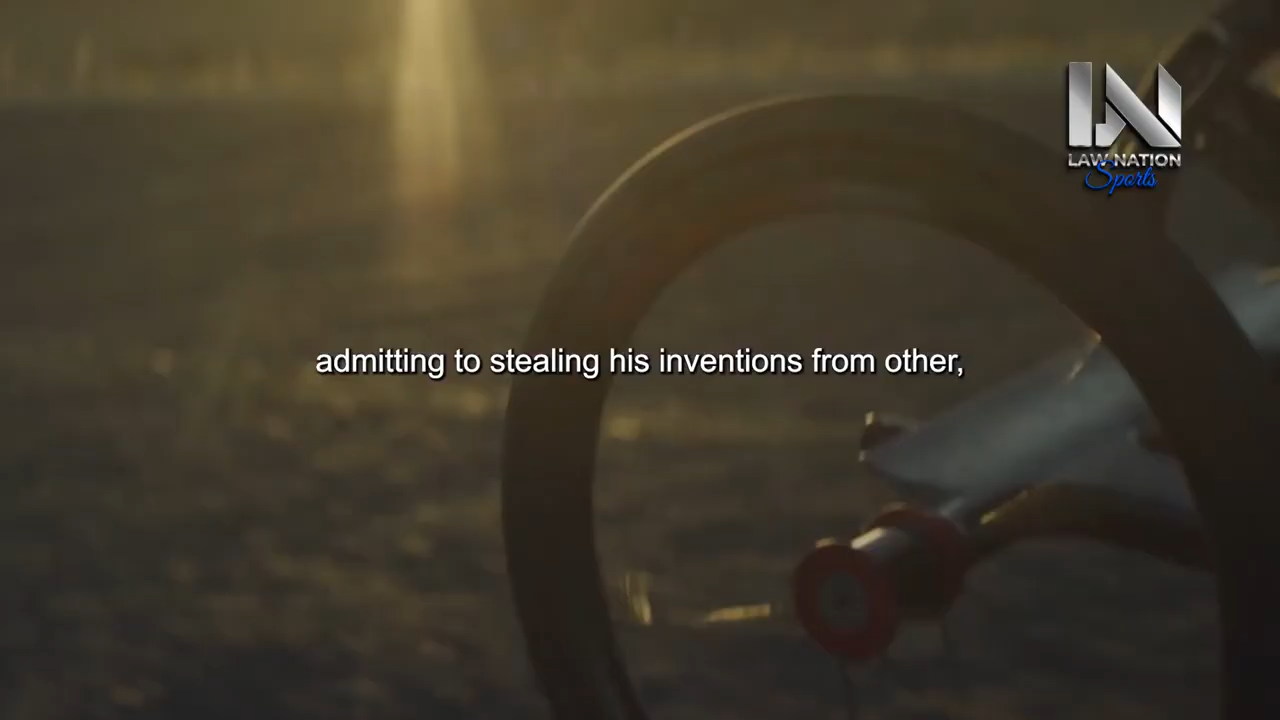 LAW NATION
Sports
admitting to stealing his inventions from other,